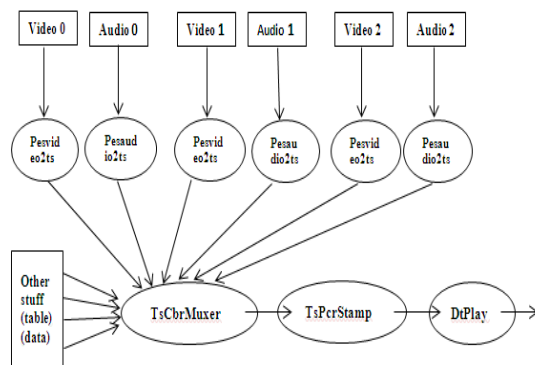 Video 0
Audio 0
Video 1
Audio 1
Video 2
Audio 2
Pesvid
eo2ts
Pesaud
io2ts
Pesvid
eo2ts
Pesau
dio2ts
Pesvid
eo2ts
Pesau
dio2ts
Other
stuff
(table)
(data)
TsCbrMuxer
TsPcrStamp
DtPlay